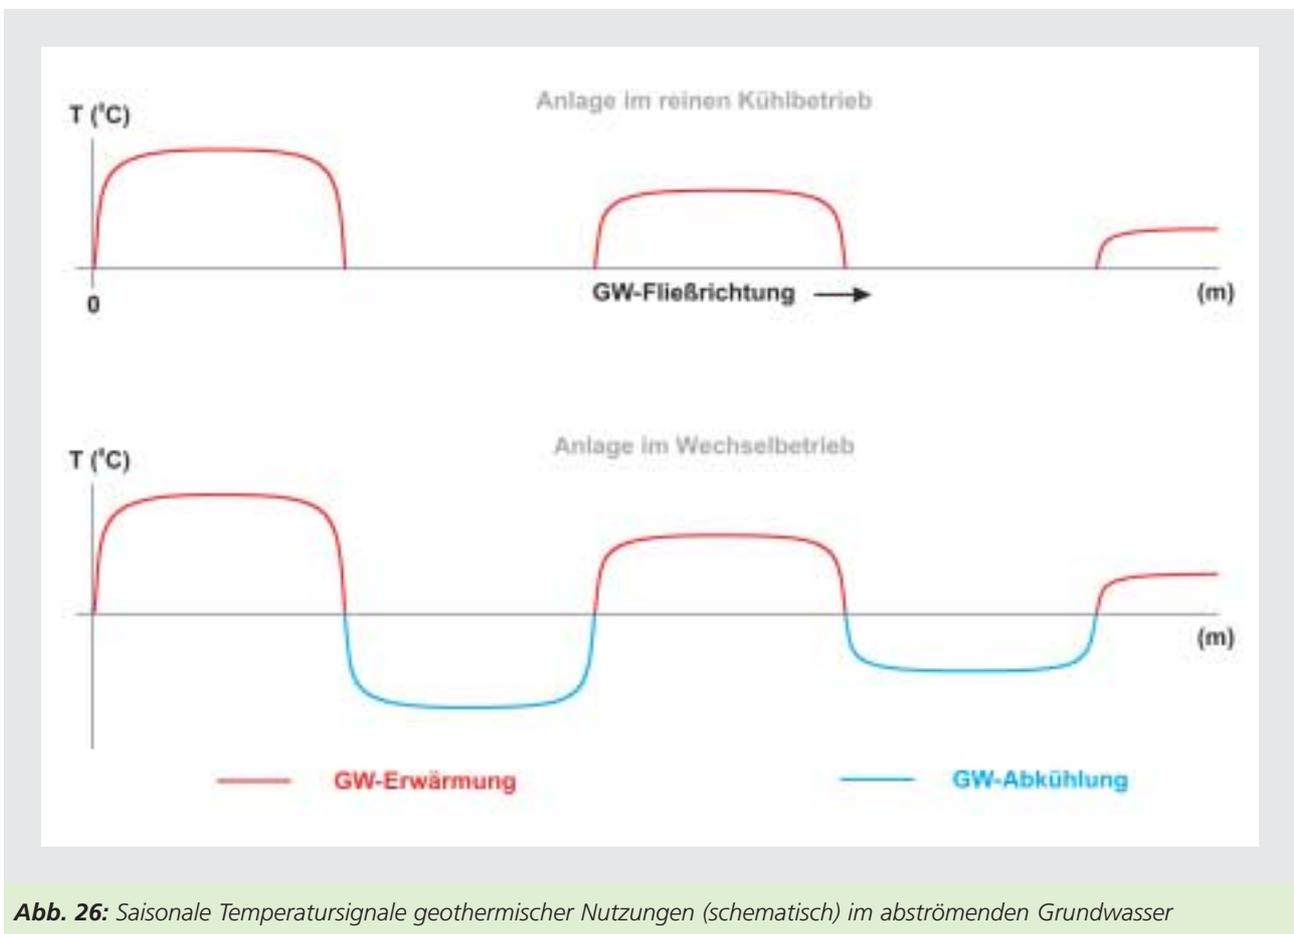 Anlage im reinen Kühlbetrieb
T (°C)
0
GW-Fließrichtung
(m)
Anlage im Wechselbetrieb
T (°C)
(m)
GW-Erwärmung
GW-Abkühlung
Abb. 26: Saisonale Temperatursignale geothermischer Nutzungen (schematisch) im abströmenden Grundwasser